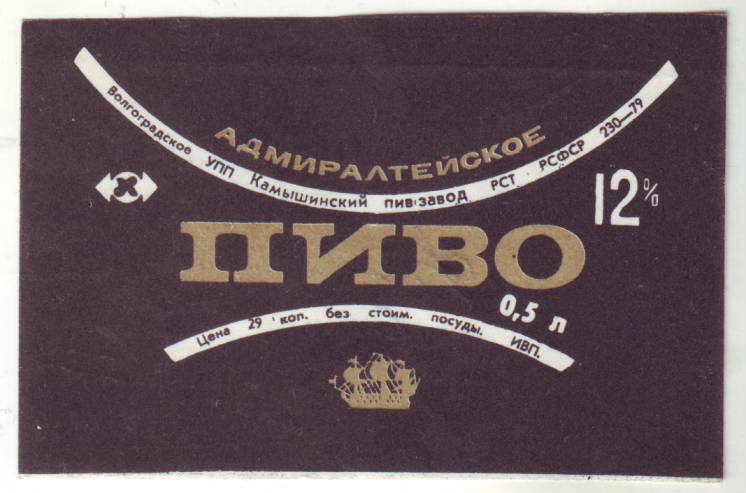 АДМИРАЛТЕЙСКОЕ
Волгоградское УПП Камышинский пивзавод РСТ РСФСР 230—79
12%
ПИВО
0,5 л
Цена 29 коп. без стоим. посуды. ИВП.